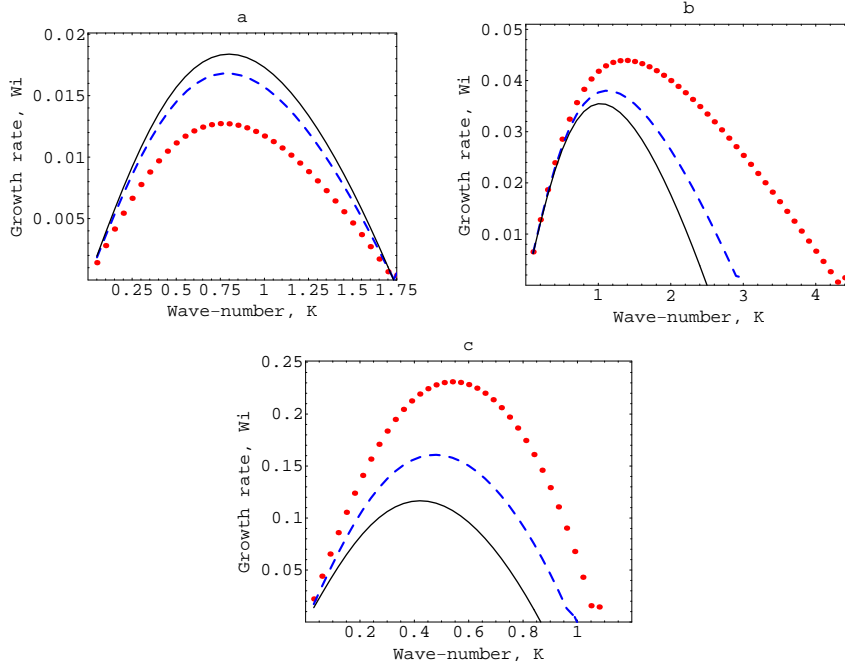 a
Growth rate, Wi
0.02
0.015
0.01
0.005
0.25 0.5 0.75 1 1.25 1.5 1.75
Wave-number, K
b
Growth rate, Wi
0.05
0.04
0.03
0.02
0.01
1 2 3 4
Wave-number, K
c
Growth rate, Wi
0.25
0.2
0.15
0.1
0.05
0.2 0.4 0.6 0.8 1
Wave-number, K